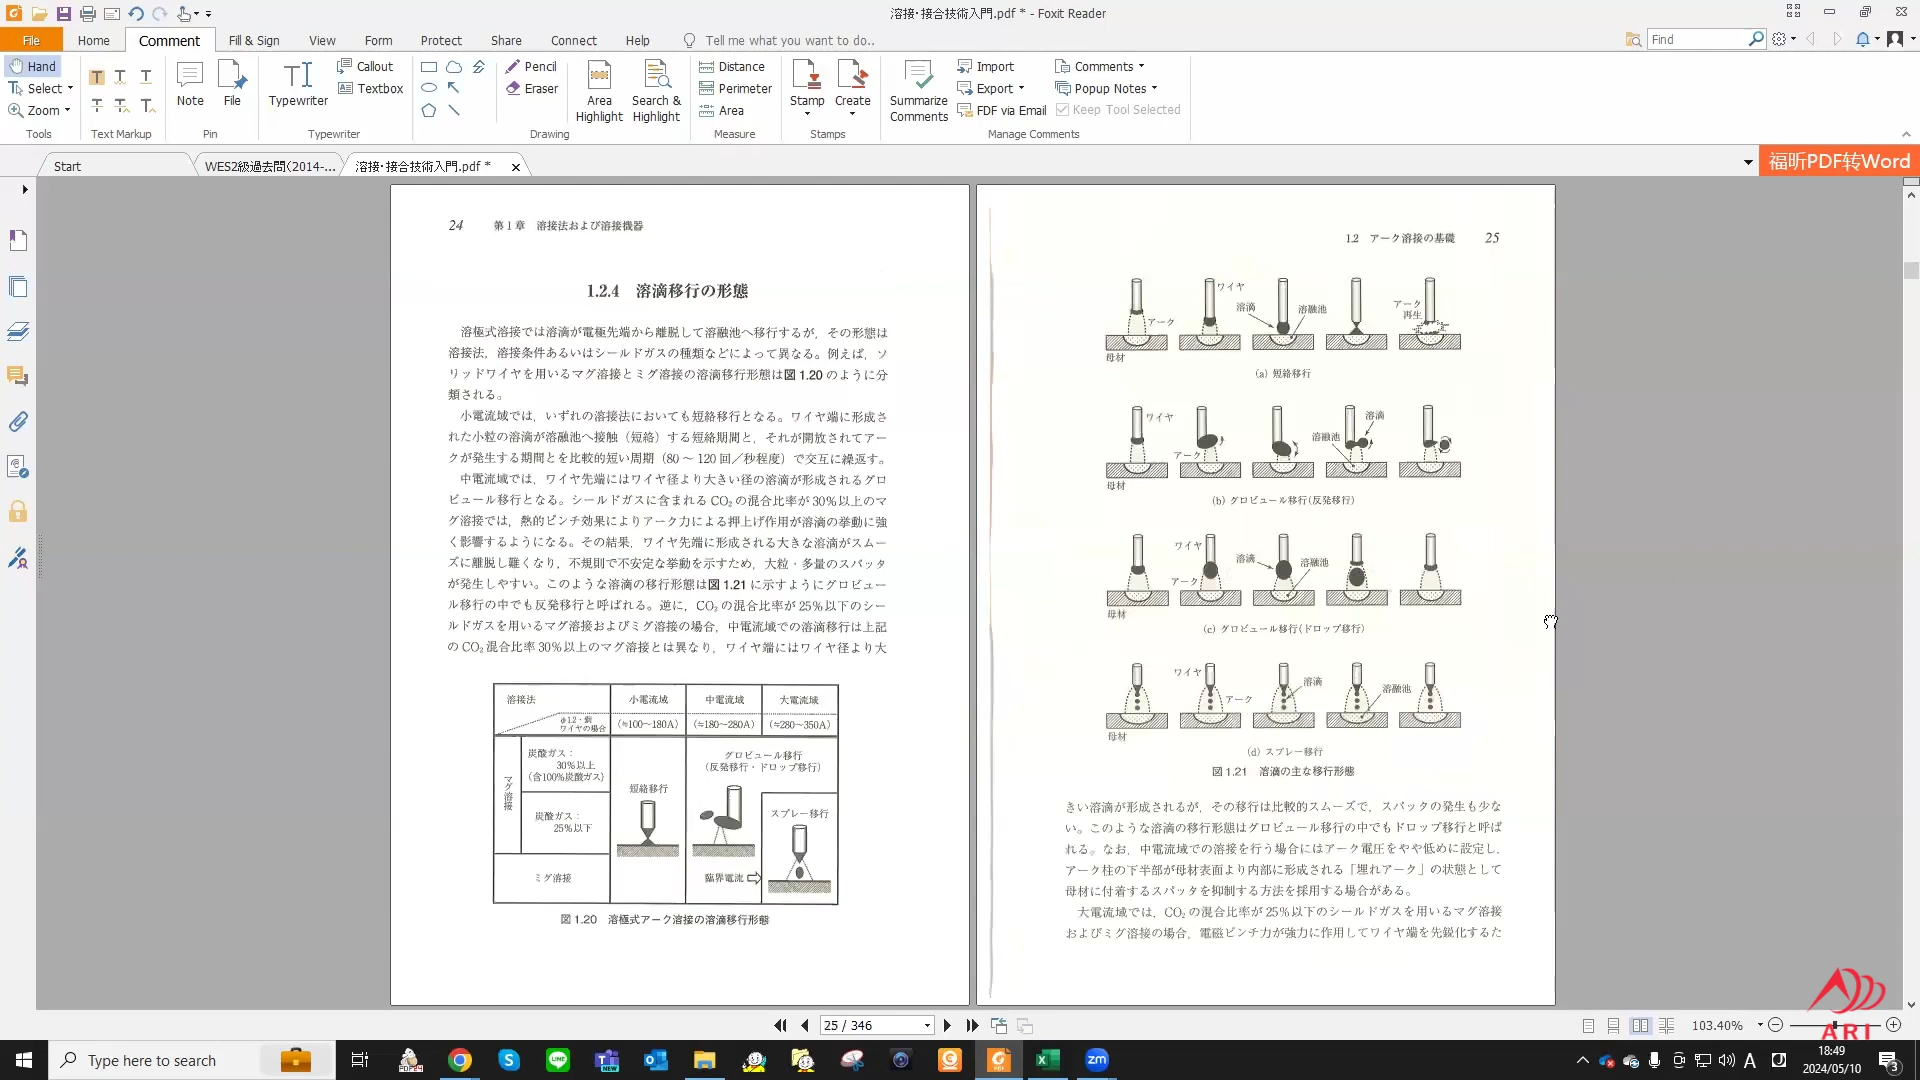 溶接・接合技術入門.pdf * - Foxit Reader
File
Home
Comment
Fill & Sign
View
Form
Protect
Share
Connect
Help
Tell me what you want to do..
Find
Hand
Select
Zoom
Tools
Text Markup
Note
File
Pin
Typewriter
Callout
Textbox
Typewriter
Pencil
Eraser
Area
Highlight
Search &
Highlight
Drawing
Distance
Perimeter
Area
Measure
Stamp
Create
Stamps
Summarize
Comments
Import
Export
FDF via Email
Comments
Popup Notes
Keep Tool Selected
Manage Comments
Start
WES2級過去問(2014-...
溶接・接合技術入門.pdf *
福昕PDF转Word
24 第1章 溶接法および溶接機器
1.2.4 溶滴移行の形態
溶極式溶接では溶滴が電極先端から離脱して溶融池へ移行するが，その形態は
溶接法，溶接条件あるいはシールドガスの種類などによって異なる。例えば，ソ
リッドワイヤを用いるマグ溶接とミグ溶接の溶滴移行形態は図1.20のように分
類される。
小電流域では，いずれの溶接法においても短絡移行となる。ワイヤ端に形成さ
れた小粒の溶滴が溶融池へ接触（短絡）する短絡期間と，それが開放されてアー
クが発生する期間とを比較的短い周期（80～120回／秒程度）で交互に繰返す。
中電流域では，ワイヤ先端にはワイヤ径より大きい径の溶滴が形成されるグロ
ビュール移行となる。シールドガスに含まれるCO₂の混合比率が30％以上のマ
グ溶接では，熱的ピンチ効果によりアーク力による押上げ作用が溶滴の挙動に強
く影響するようになる。その結果，ワイヤ先端に形成される大きな溶滴がスムー
ズに離脱し難くなり，不規則で不安定な挙動を示すため，大粒・多量のスパッタ
が発生しやすい。このような溶滴の移行形態は図1.21に示すようにグロビュー
ル移行の中でも反発移行と呼ばれる。逆に，CO₂の混合比率が25％以下のシー
ルドガスを用いるマグ溶接およびミグ溶接の場合，中電流域での溶滴移行は上記
のCO₂混合比率30％以上のマグ溶接とは異なり，ワイヤ端にはワイヤ径より大
溶接法
φ1.2・鋼
ワイヤの場合
小電流域
(≒100～180A)
中電流域
(≒180～280A)
大電流域
(≒280～350A)
マグ溶接
炭酸ガス：
30％以上
(含100％炭酸ガス)
炭酸ガス：
25％以下
ミグ溶接
短絡移行
グロビュール移行
(反発移行・ドロップ移行)
スプレー移行
臨界電流
図1.20 溶極式アーク溶接の溶滴移行形態
1.2 アーク溶接の基礎 25
アーク
ワイヤ
溶滴
溶融池
アーク
再生
母材
(a) 短絡移行
ワイヤ
アーク
溶融池
溶滴
母材
(b) グロビュール移行(反発移行)
ワイヤ
アーク
溶滴
溶融池
母材
(c) グロビュール移行(ドロップ移行)
ワイヤ
アーク
溶滴
溶融池
母材
(d) スプレー移行
図1.21 溶滴の主な移行形態
きい溶滴が形成されるが，その移行は比較的スムーズで，スパッタの発生も少な
い。このような溶滴の移行形態はグロビュール移行の中でもドロップ移行と呼ば
れる。なお，中電流域での溶接を行う場合にはアーク電圧をやや低めに設定し，
アーク柱の下半部が母材表面より内部に形成される「埋れアーク」の状態として
母材に付着するスパッタを抑制する方法を採用する場合がある。
大電流域では，CO₂の混合比率が25％以下のシールドガスを用いるマグ溶接
およびミグ溶接の場合，電磁ピンチ力が強力に作用してワイヤ端を先鋭化するた
25 / 346
103.40%
ARI
Type here to search
18:49
2024/05/10